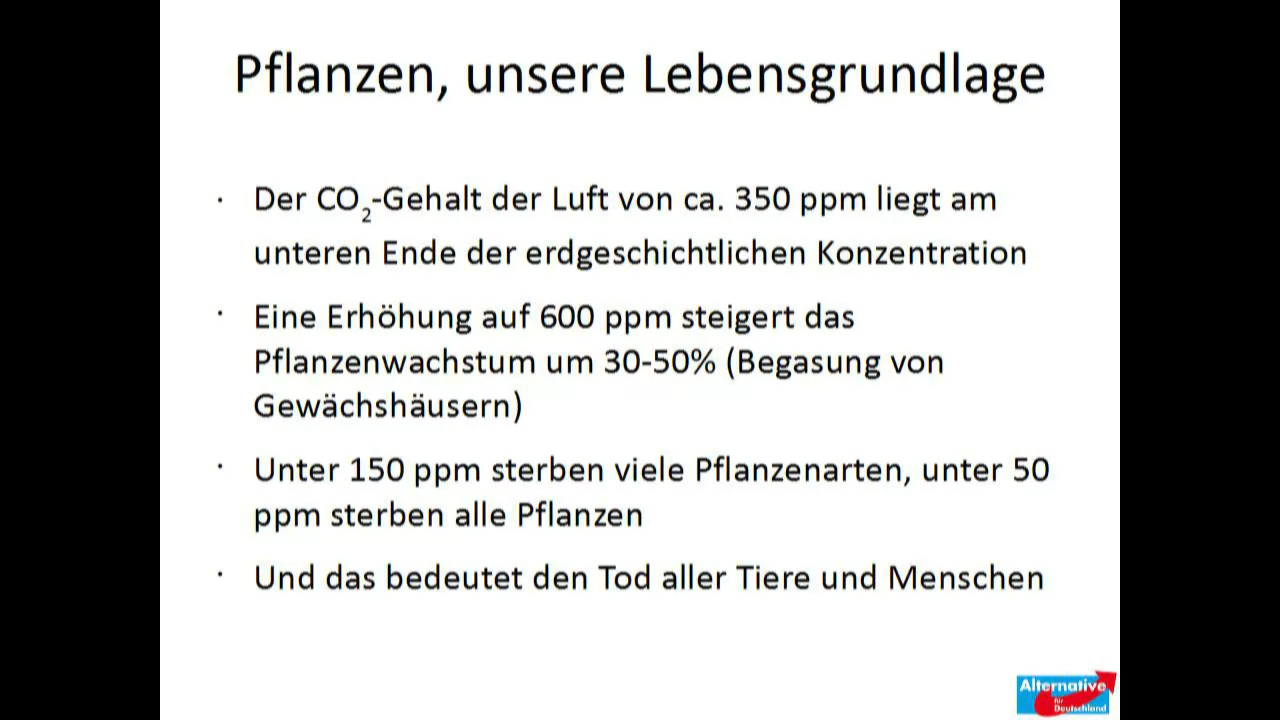 Pflanzen, unsere Lebensgrundlage
· Der CO₂-Gehalt der Luft von ca. 350 ppm liegt am
unteren Ende der erdgeschichtlichen Konzentration
· Eine Erhöhung auf 600 ppm steigert das
Pflanzenwachstum um 30-50% (Begasung von
Gewächshäusern)
· Unter 150 ppm sterben viele Pflanzenarten, unter 50
ppm sterben alle Pflanzen
· Und das bedeutet den Tod aller Tiere und Menschen
Alternative
für
Deutschland